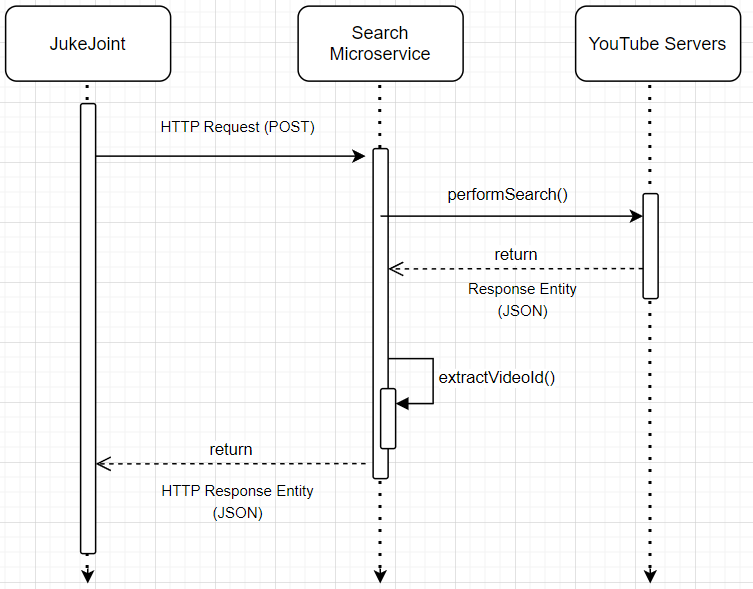 JukeJoint
Search
Microservice
YouTube Servers
HTTP Request (POST)
performSearch()
return
Response Entity
(JSON)
extractVideoId()
return
HTTP Response Entity
(JSON)